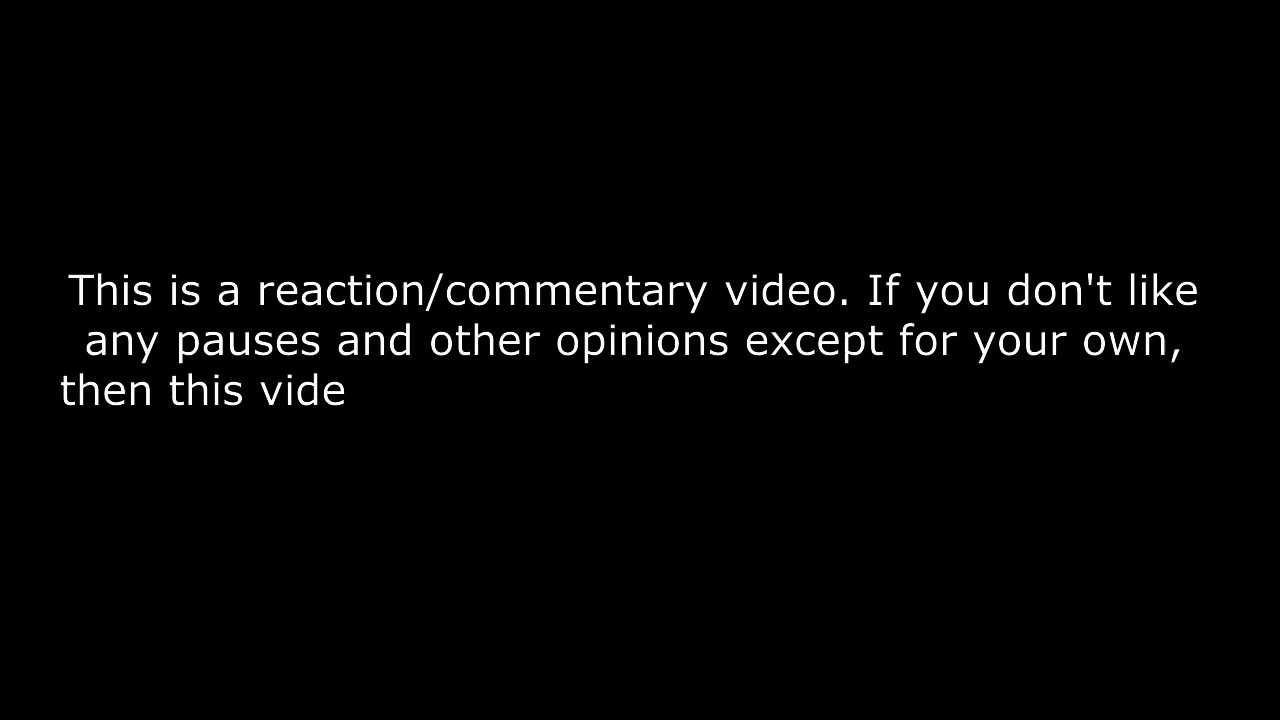 This is a reaction/commentary video. If you don't like
any pauses and other opinions except for your own,
then this vide